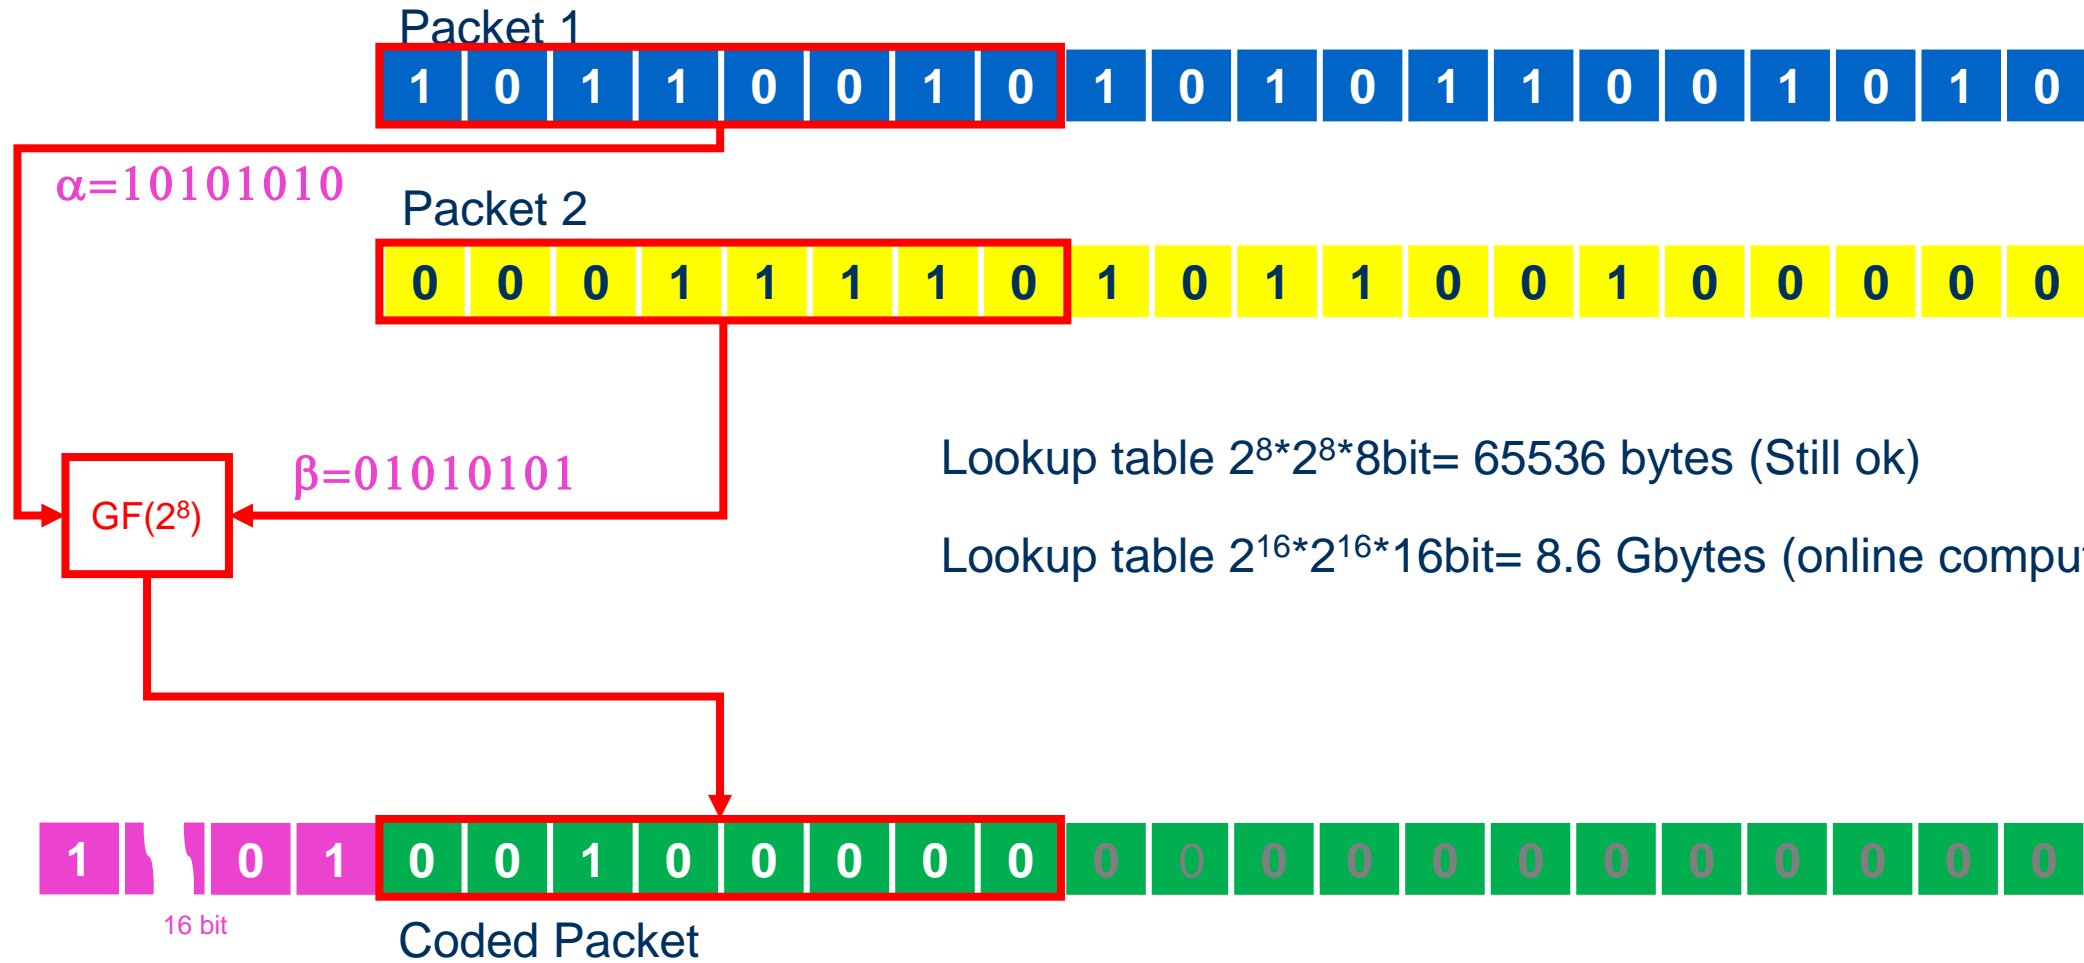 Packet 1
1 0 1 1 0 0 1 0 1 0 1 0 1 1 0 0 1 0 1 0
α=10101010
Packet 2
0 0 0 1 1 1 1 0 1 0 1 1 0 0 1 0 0 0 0 0
β=01010101
GF(2⁸)
Lookup table 2⁸*2⁸*8bit= 65536 bytes (Still ok)
Lookup table 2¹⁶*2¹⁶*16bit= 8.6 Gbytes (online compu
1 0 1 0 0 1 0 0 0 0 0 0 0 0 0 0 0 0 0 0 0 0 0
16 bit
Coded Packet